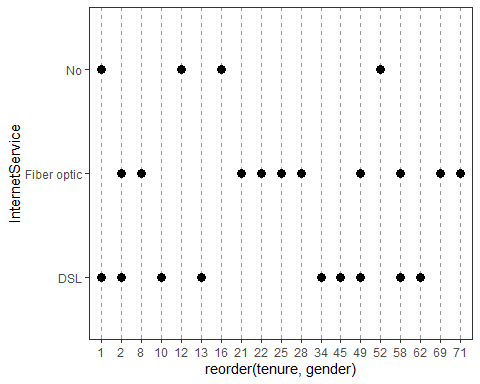 InternetService
No
Fiber optic
DSL
1 2 8 10 12 13 16 21 22 25 28 34 45 49 52 58 62 69 71
reorder(tenure, gender)